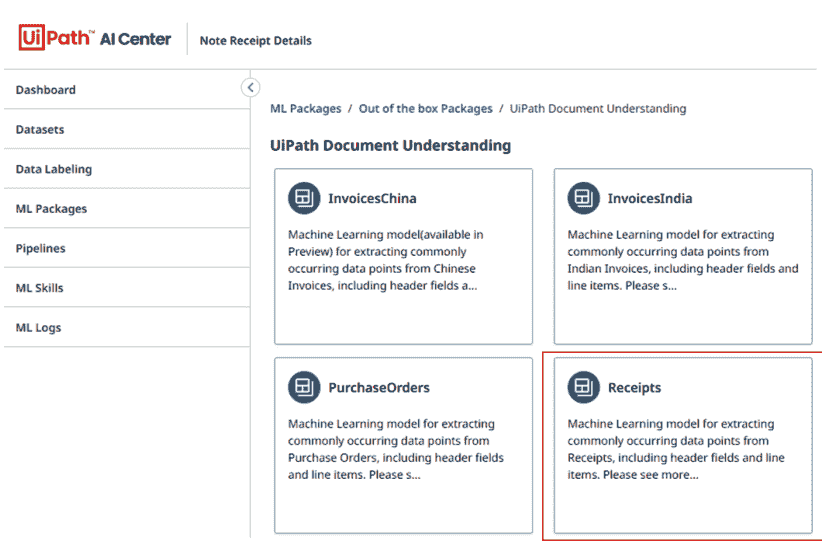 UiPath™ AI Center
Note Receipt Details
Dashboard
Datasets
Data Labeling
ML Packages
Pipelines
ML Skills
ML Logs
ML Packages / Out of the box Packages / UiPath Document Understanding
UiPath Document Understanding
InvoicesChina
Machine Learning model(available in
Preview) for extracting commonly
occurring data points from Chinese
Invoices, including header fields a...
InvoicesIndia
Machine Learning model for extracting
commonly occurring data points from
Indian Invoices, including header fields and
line items. Please s...
PurchaseOrders
Machine Learning model for extracting
commonly occurring data points from
Purchase Orders, including header fields
and line items. Please s...
Receipts
Machine Learning model for extracting
commonly occurring data points from
Receipts, including header fields and line
items. Please see more...